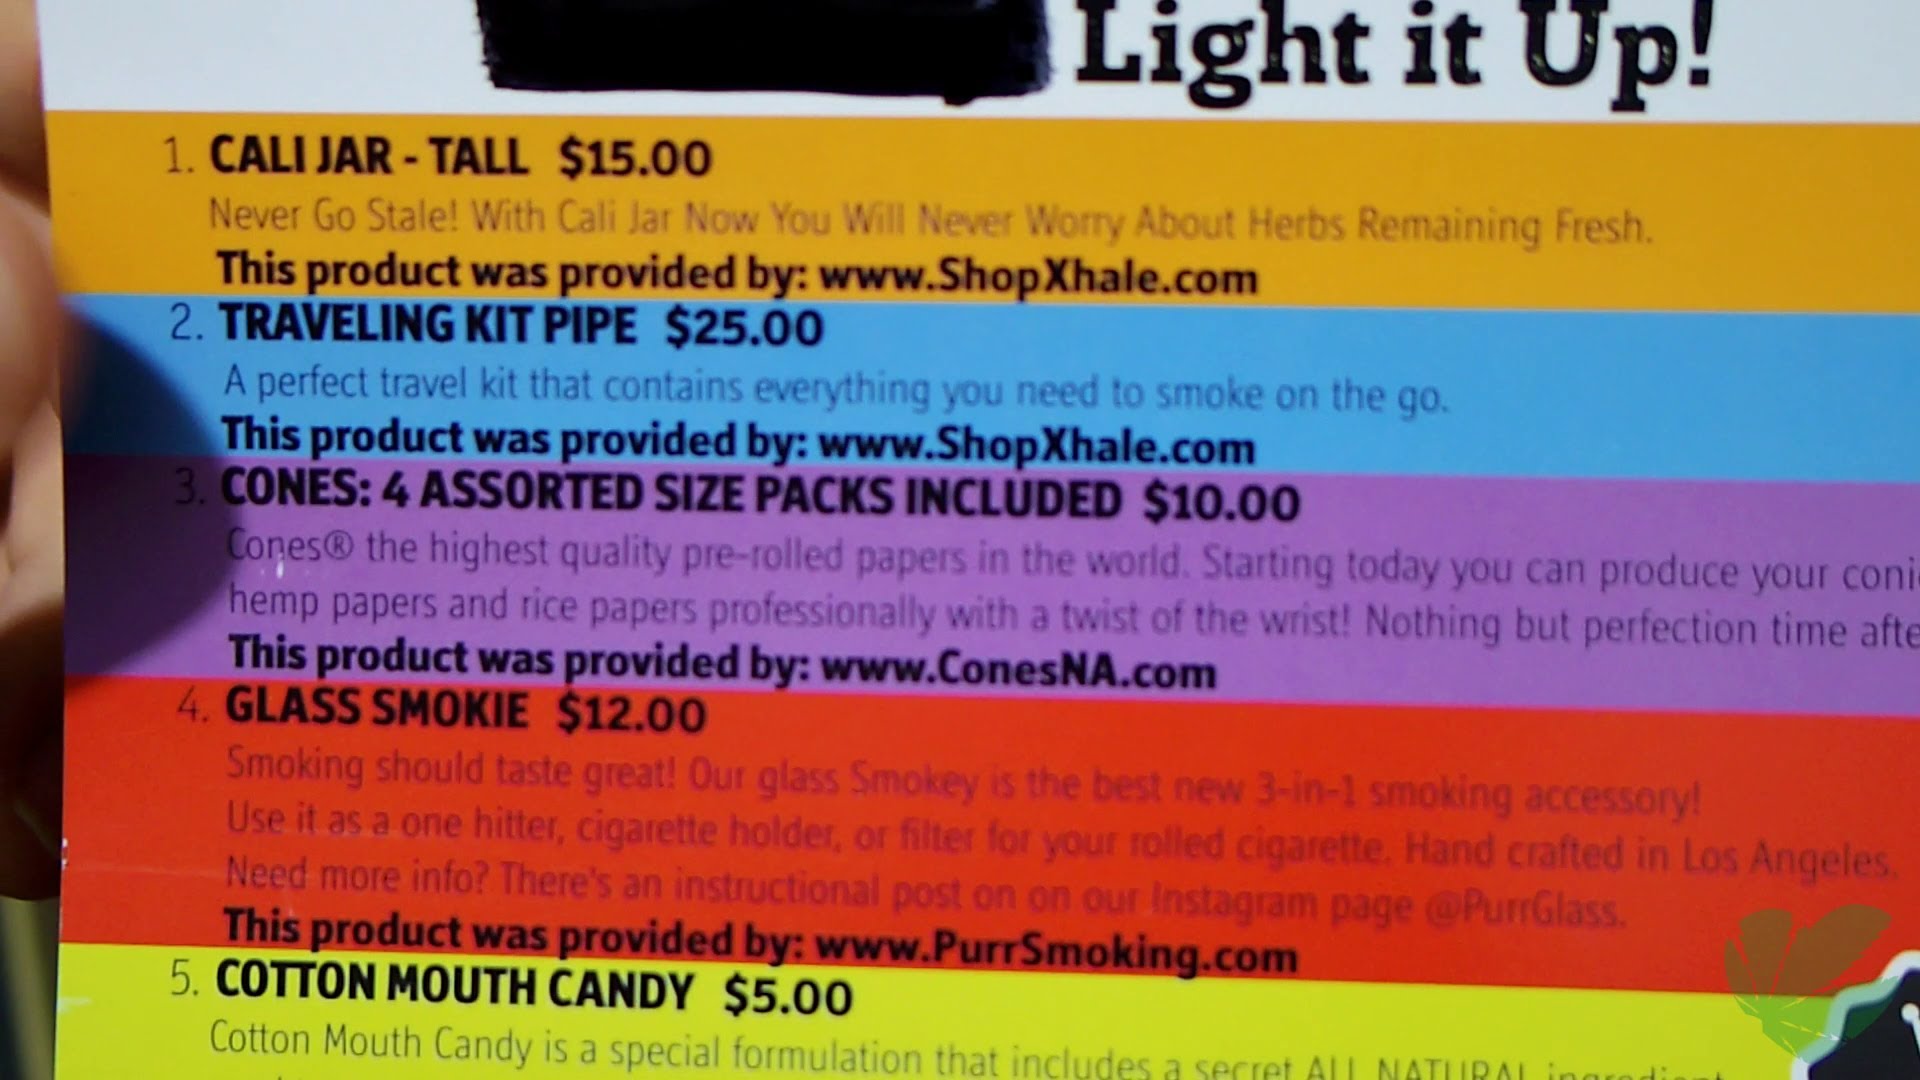 Light it Up!
1. CALI JAR - TALL $15.00
Never Go Stale! With Cali Jar Now You Will Never Worry About Herbs Remaining Fresh.
This product was provided by: www.ShopXhale.com
2. TRAVELING KIT PIPE $25.00
A perfect travel kit that contains everything you need to smoke on the go.
This product was provided by: www.ShopXhale.com
3. CONES: 4 ASSORTED SIZE PACKS INCLUDED $10.00
Cones® the highest quality pre-rolled papers in the world. Starting today you can produce your coni
hemp papers and rice papers professionally with a twist of the wrist! Nothing but perfection time afte
This product was provided by: www.ConesNA.com
4. GLASS SMOKIE $12.00
Smoking should taste great! Our glass Smokey is the best new 3-in-1 smoking accessory!
Use it as a one hitter, cigarette holder, or filter for your rolled cigarette. Hand crafted in Los Angeles.
Need more info? There's an instructional post on on our Instagram page @PurrGlass.
This product was provided by: www.PurrSmoking.com
5. COTTON MOUTH CANDY $5.00
Cotton Mouth Candy is a special formulation that includes a secret ALL NATURAL ingredient